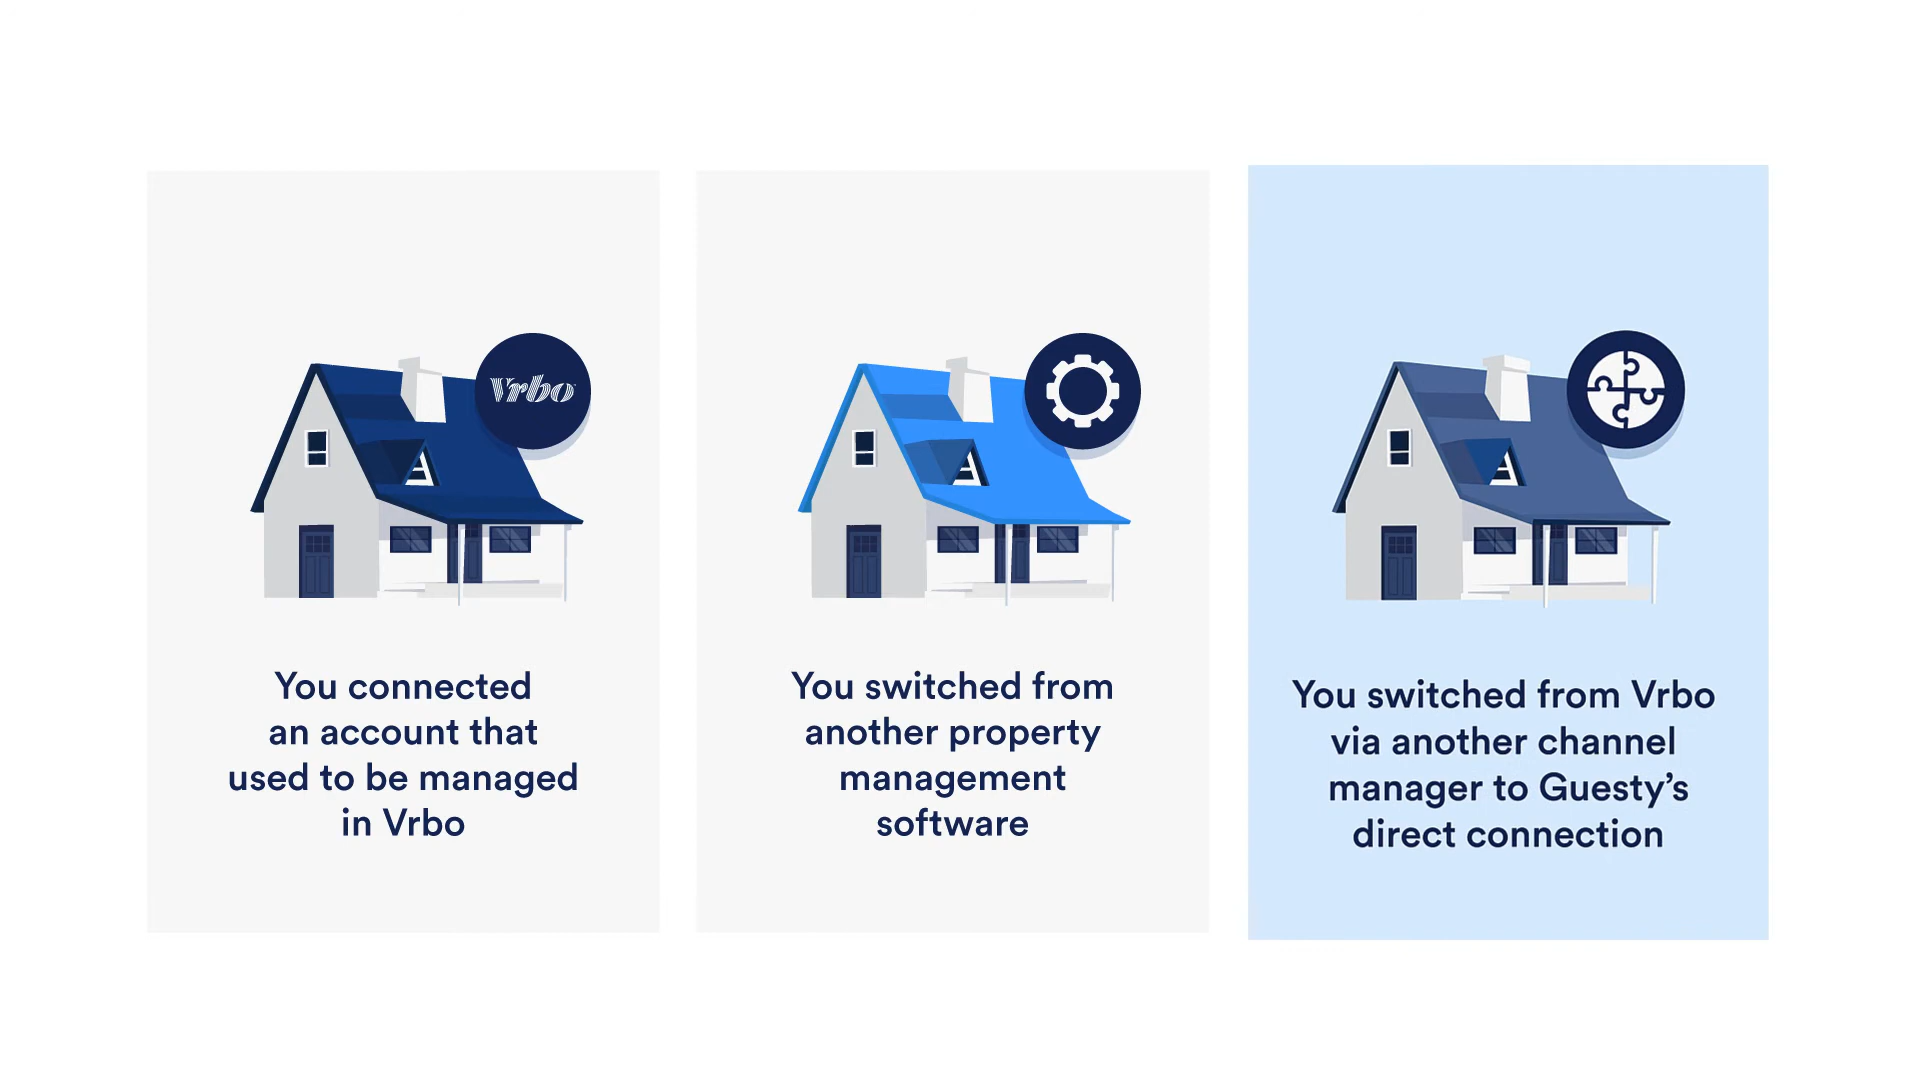 Vrbo
You connected
an account that
used to be managed
in Vrbo
You switched from
another property
management
software
You switched from Vrbo
via another channel
manager to Guesty’s
direct connection